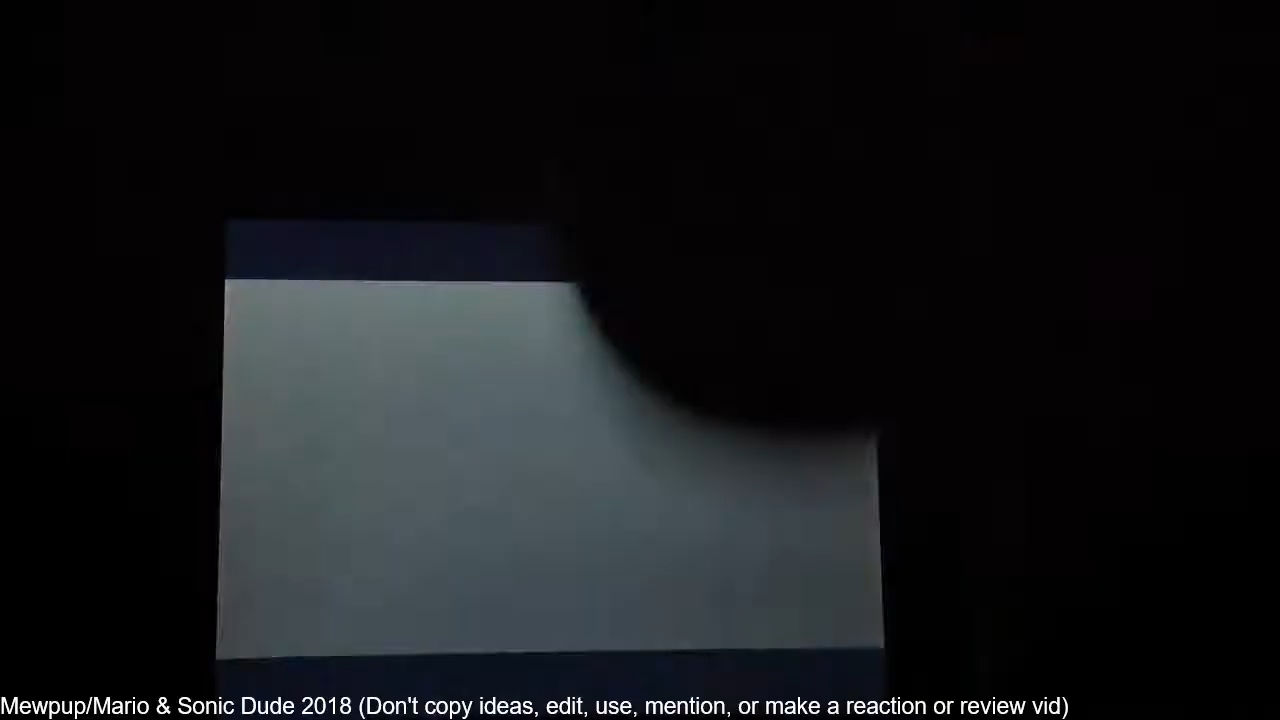 Mewpup/Mario & Sonic Dude 2018 (Don't copy ideas, edit, use, mention, or make a reaction or review vid)